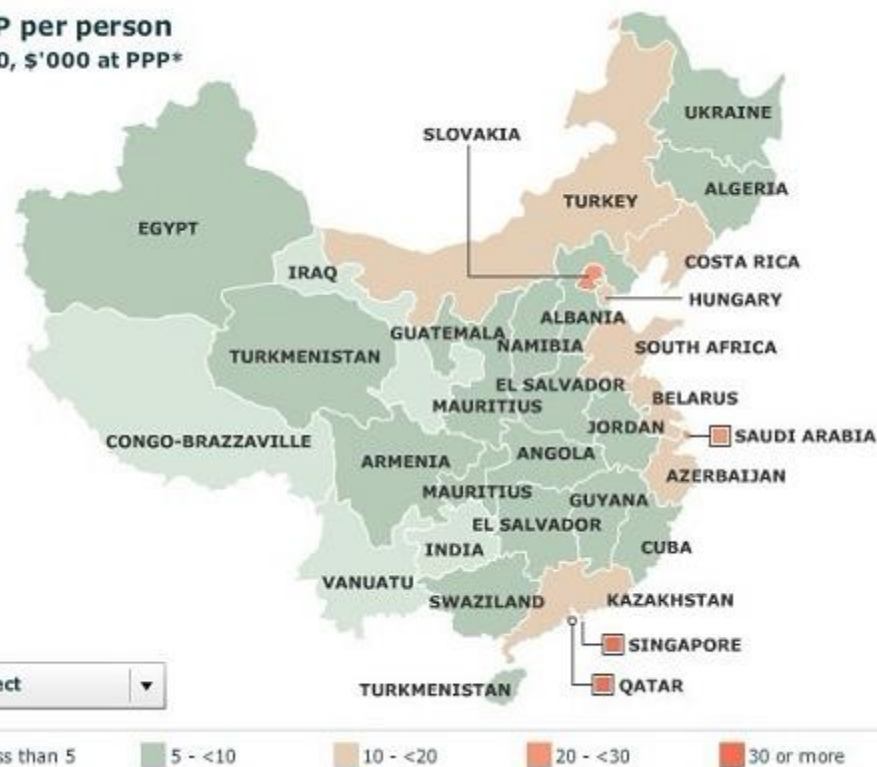 P per person
0, $'000 at PPP*
UKRAINE
SLOVAKIA
ALGERIA
TURKEY
EGYPT
COSTA RICA
IRAQ
HUNGARY
ALBANIA
GUATEMALA
NAMIBIA
SOUTH AFRICA
TURKMENISTAN
EL SALVADOR
BELARUS
MAURITIUS
JORDAN
SAUDI ARABIA
CONGO-BRAZZAVILLE
ANGOLA
ARMENIA
AZERBAIJAN
MAURITIUS
GUYANA
EL SALVADOR
INDIA
CUBA
VANUATU
SWAZILAND
KAZAKHSTAN
SINGAPORE
QATAR
TURKMENISTAN
ect
ss than 5
5 - <10
10 - <20
20 - <30
30 or more